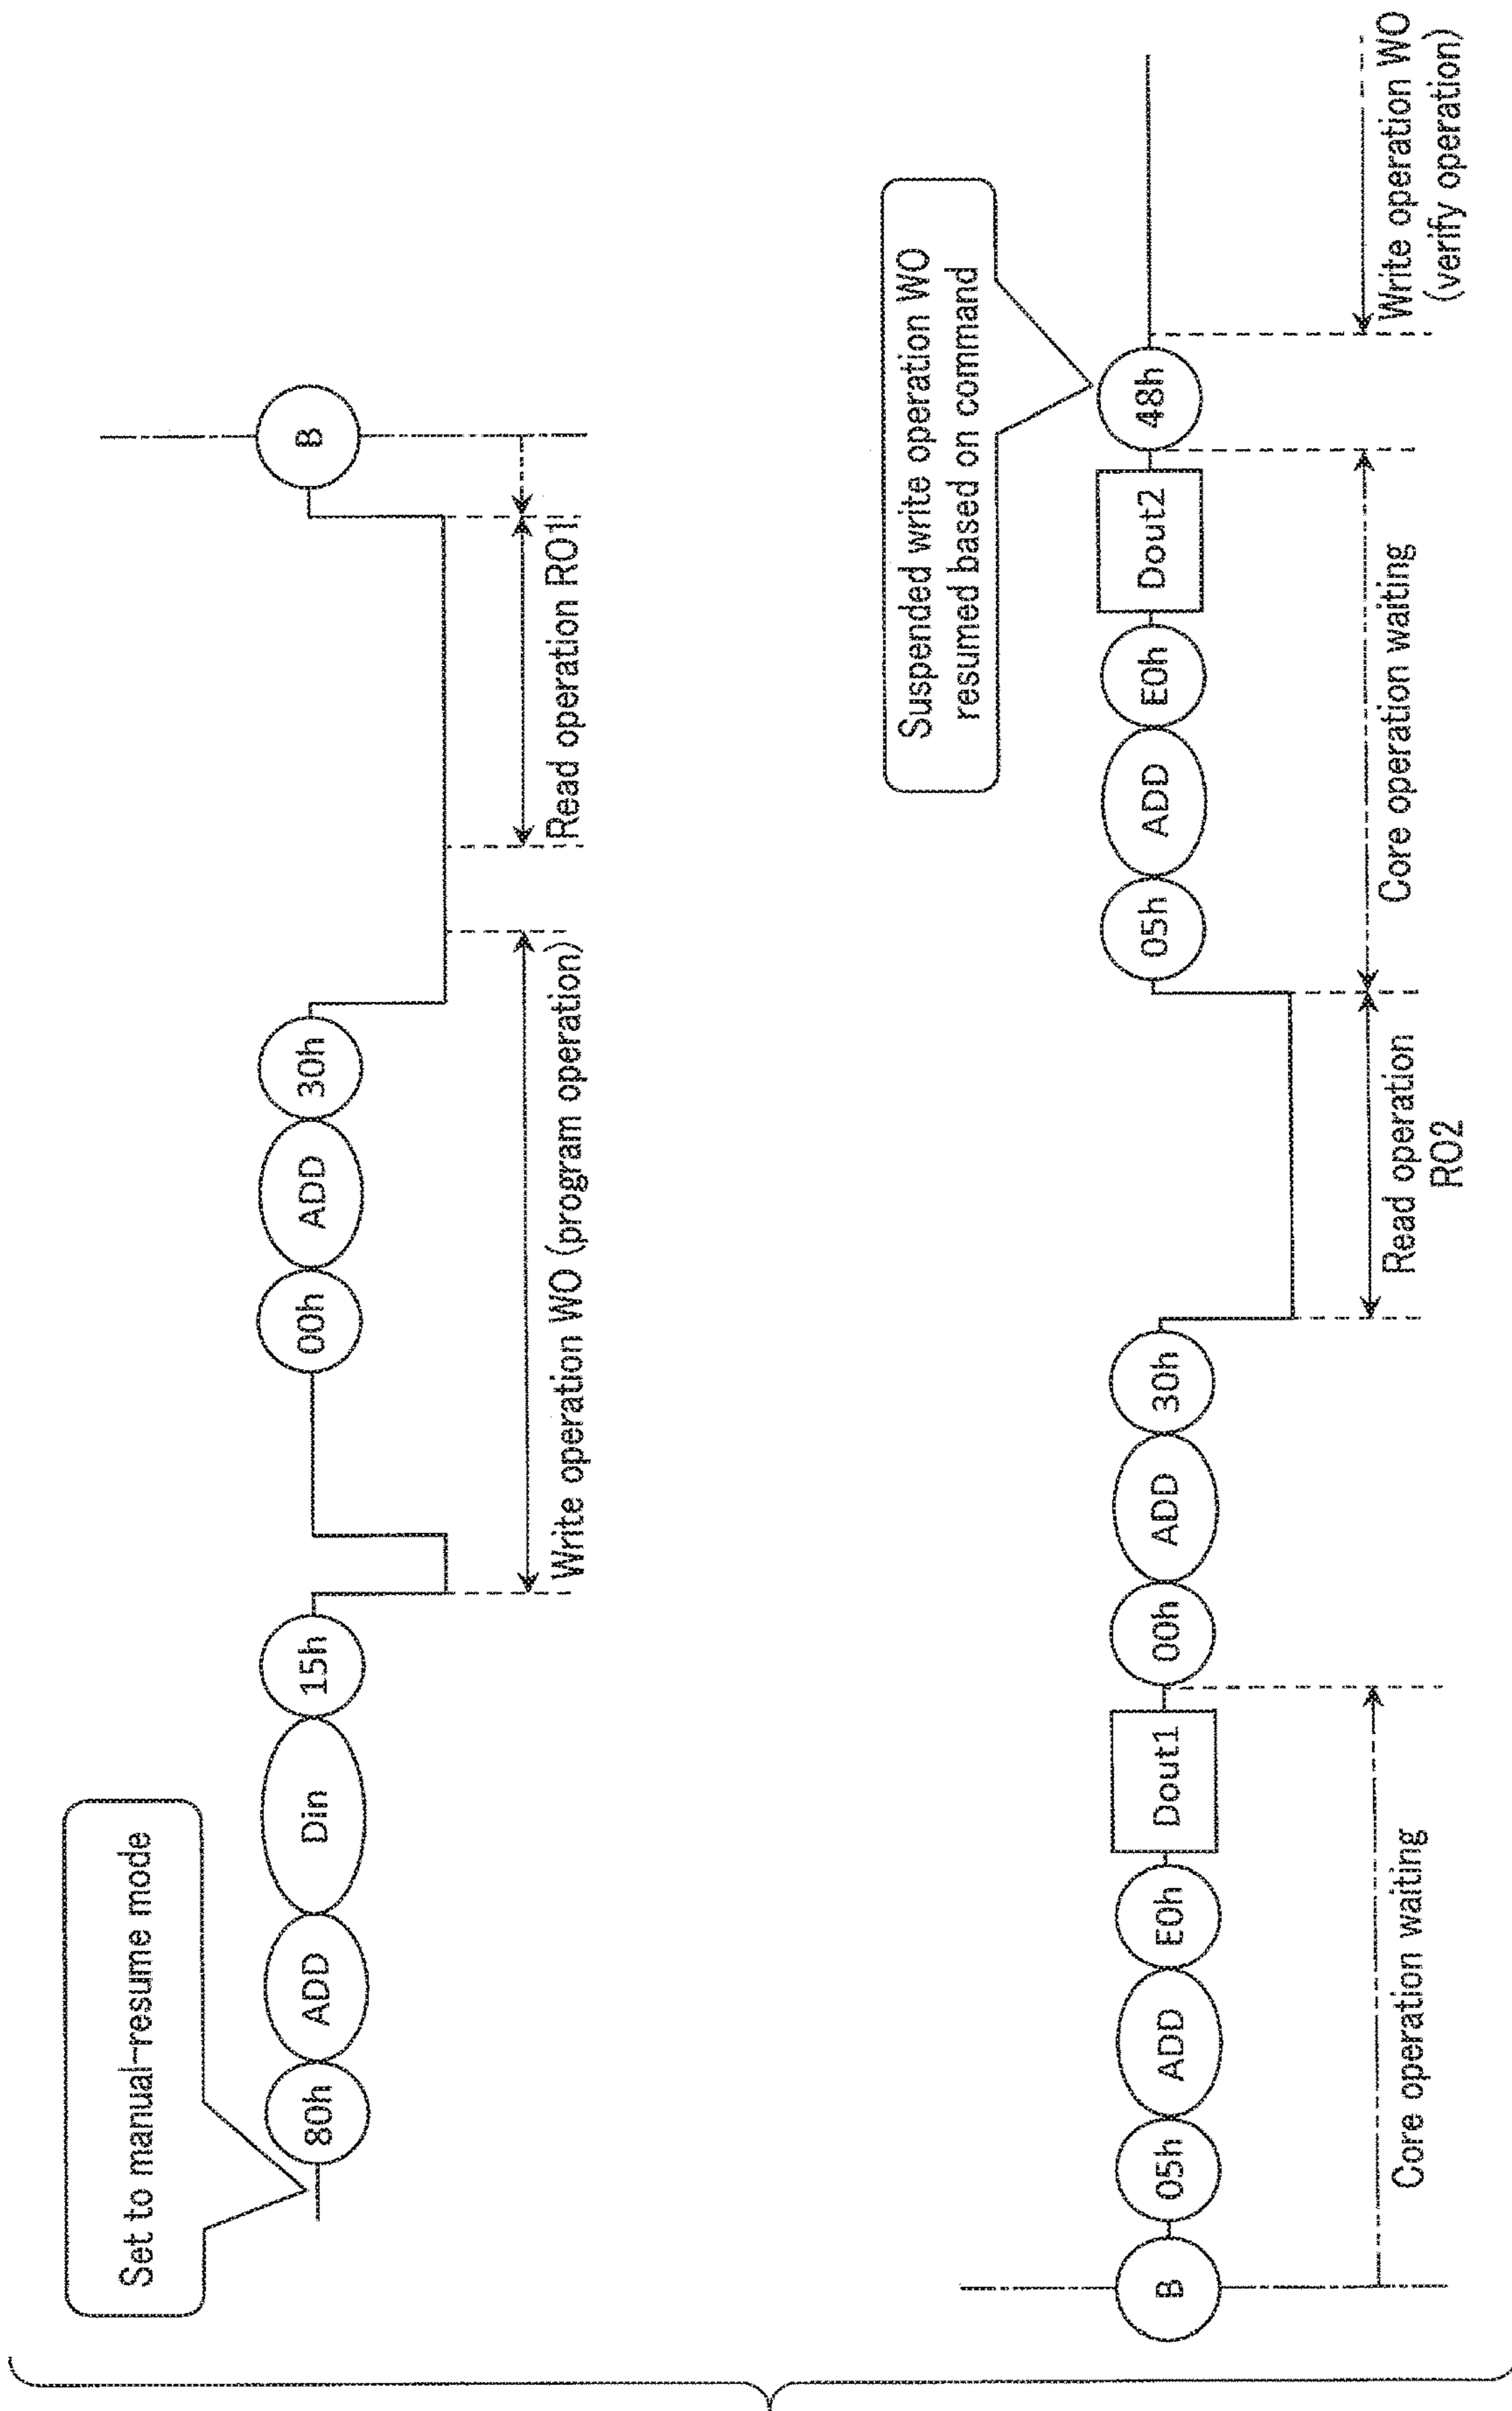 Set to manual-resume mode
80h
ADD
Din
15h
00h
ADD
30h
B
Write operation WO (program operation)
Read operation RO1
Suspended write operation WO
resumed based on command
B
05h
ADD
E0h
Dout1
00h
ADD
30h
05h
ADD
E0h
Dout2
48h
Core operation waiting
Read operation
RO2
Core operation waiting
Write operation WO
(verify operation)